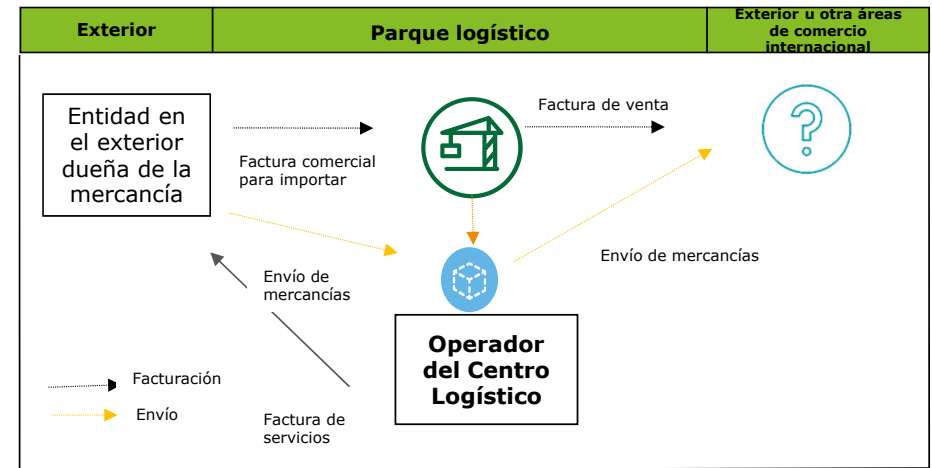 Exterior
Parque logístico
Exterior u otra áreas
de comercio
internacional
Entidad en
el exterior
dueña de la
mercancía
Factura comercial
para importar
Factura de venta
Envío de
mercancías
Envío de mercancías
Operador
del Centro
Logístico
Facturación
Envío
Factura de
servicios
?